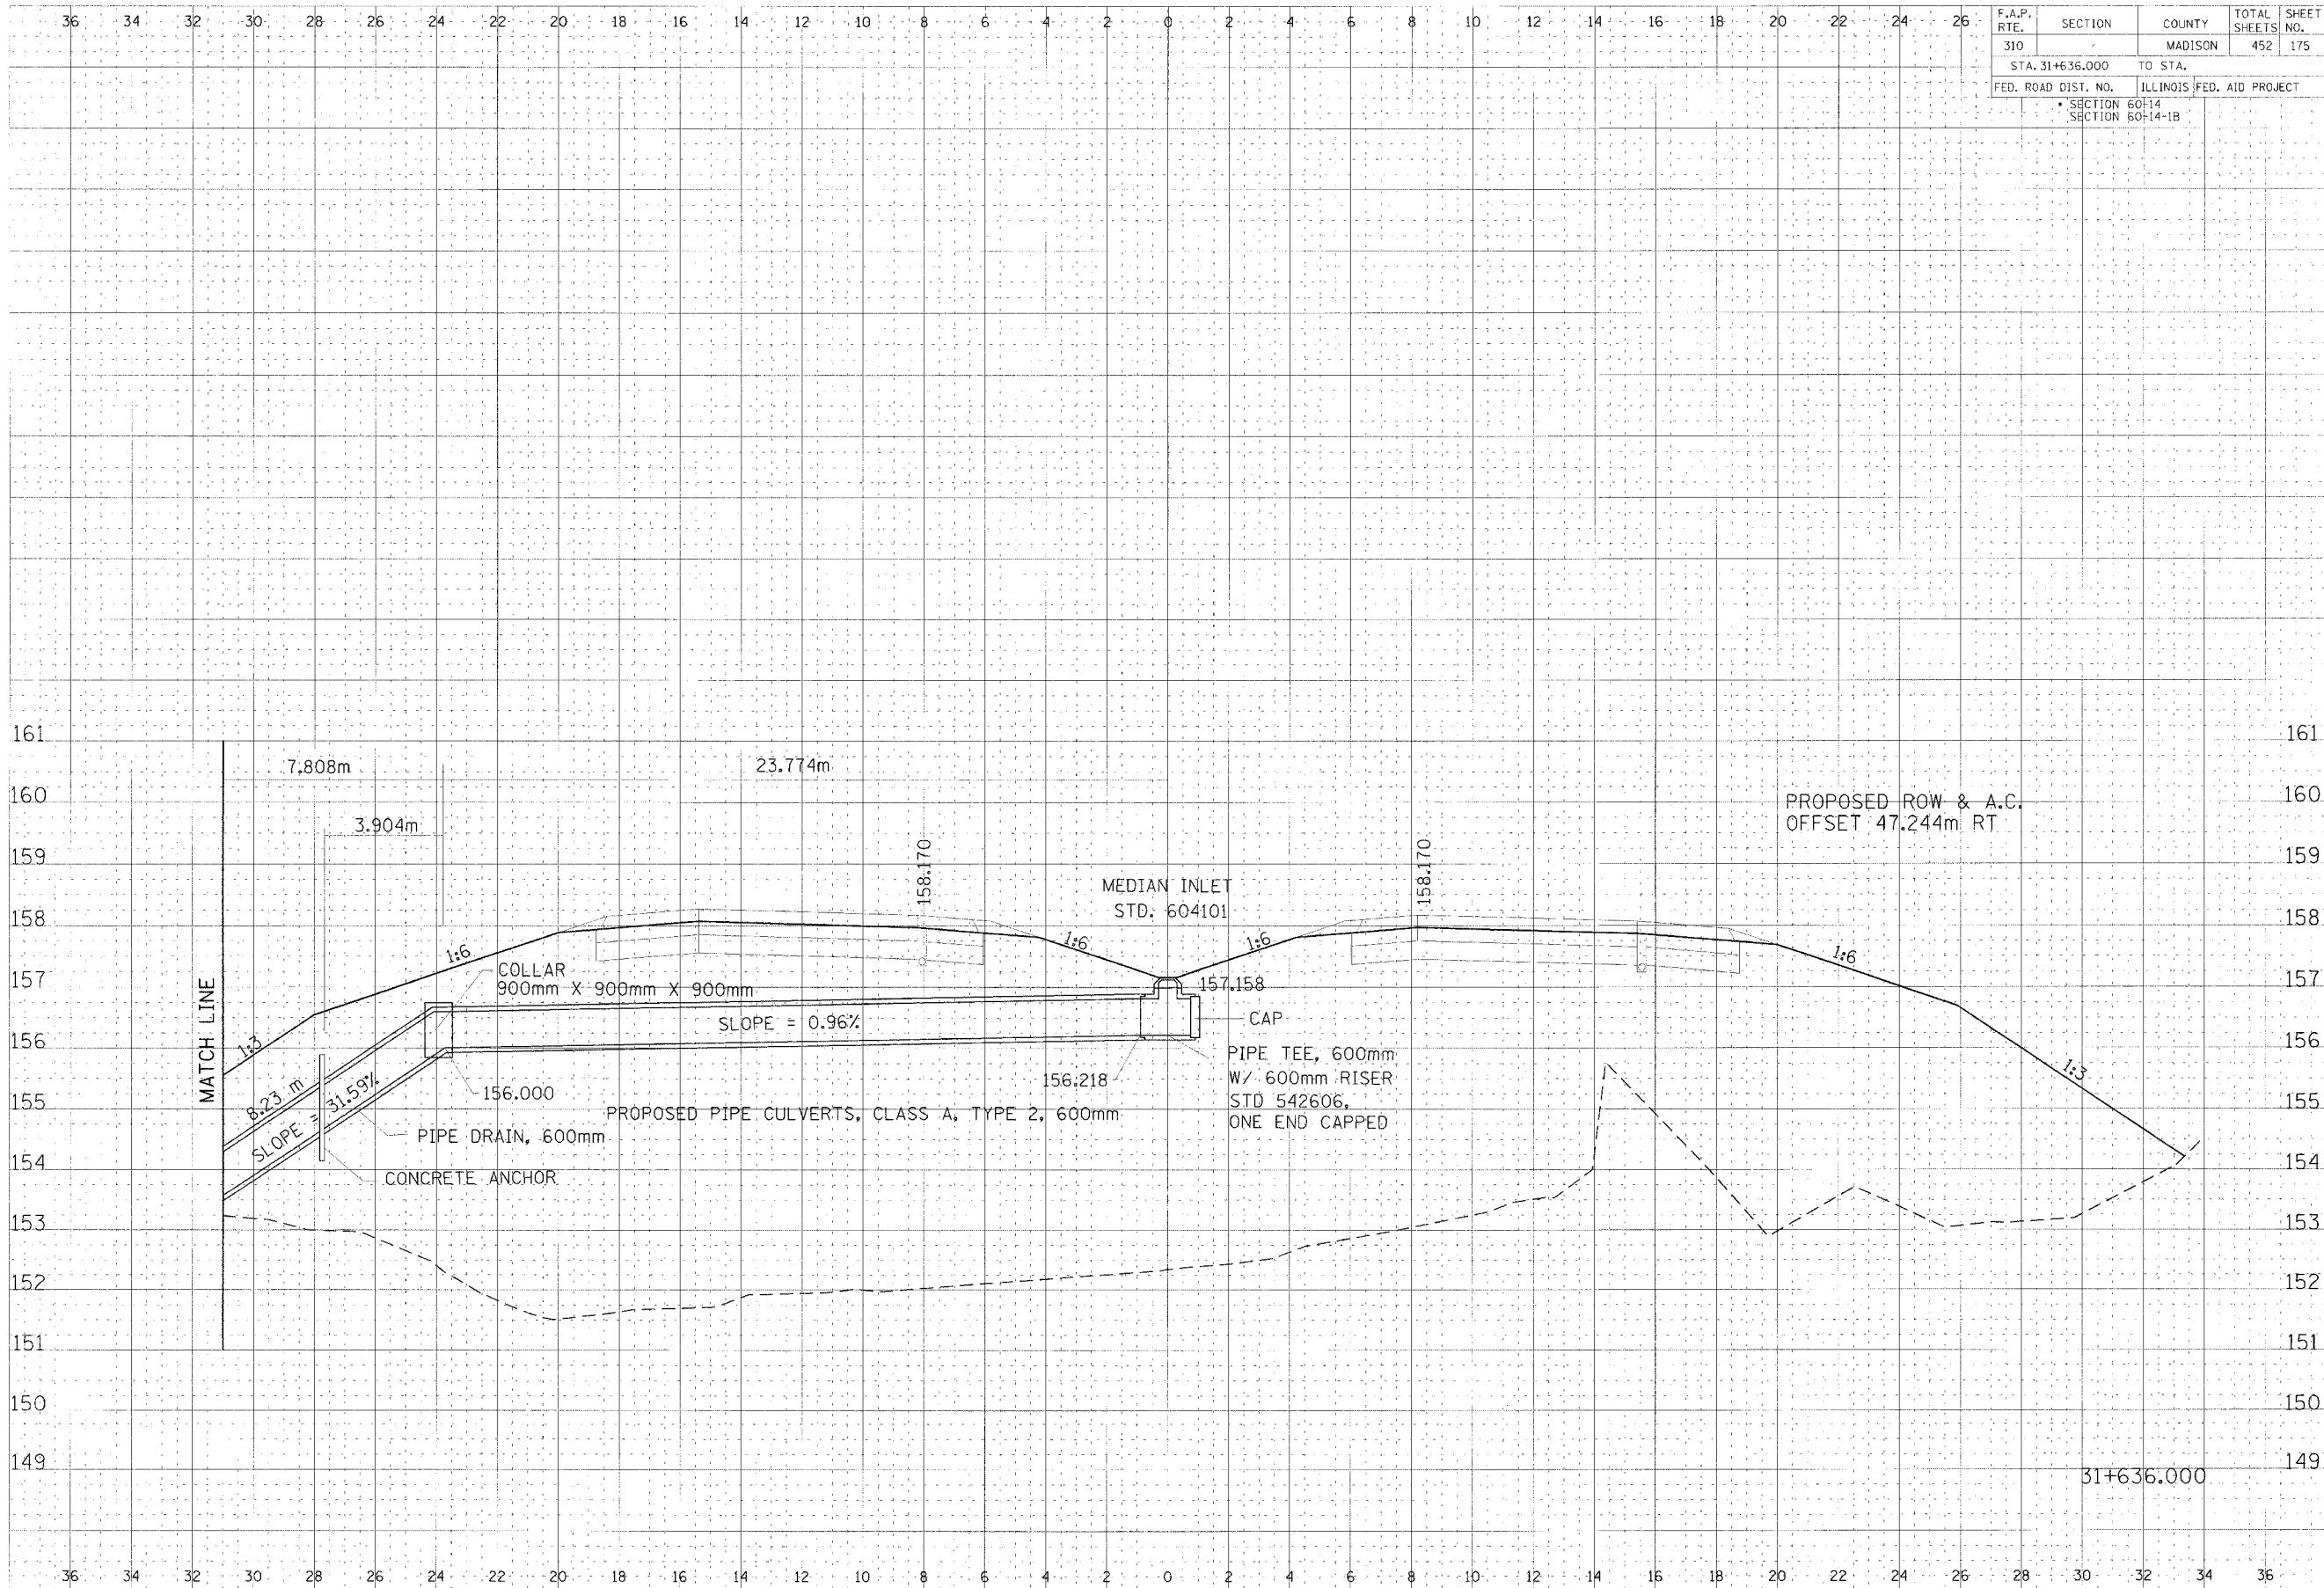 36 34 32 30 28 26 24 22 20 18 16 14 12 10 8 6 4 2 0 2 4 6 8 10 12 14 16 18 20 22 24 26
F.A.P. RTE. SECTION COUNTY TOTAL SHEETS SHEET NO.
310 - MADISON 452 175
STA. 31+636.000 TO STA.
FED. ROAD DIST. NO. ILLINOIS FED. AID PROJECT
• SECTION 60-14
SECTION 60-14-1B
161 161
7.808m 23.774m
160 160
PROPOSED ROW & A.C.
OFFSET 47.244m RT
3.904m
159 159
158.170 158.170
MEDIAN INLET
STD. 604101
158 158
1:6 1:6 1:6 1:6
COLLAR
900mm X 900mm X 900mm
157 157
157.158
MATCH LINE
SLOPE = 0.96%
CAP
156 156
1:3 1:3
PIPE TEE, 600mm
W/ 600mm RISER
STD 542606,
ONE END CAPPED
156.218
156.000
8.23 m
SLOPE = 31.59%
155 155
PROPOSED PIPE CULVERTS, CLASS A, TYPE 2, 600mm
PIPE DRAIN, 600mm
154 154
CONCRETE ANCHOR
153 153
152 152
151 151
150 150
149 149
31+636.000
36 34 32 30 28 26 24 22 20 18 16 14 12 10 8 6 4 2 0 2 4 6 8 10 12 14 16 18 20 22 24 26 28 30 32 34 36